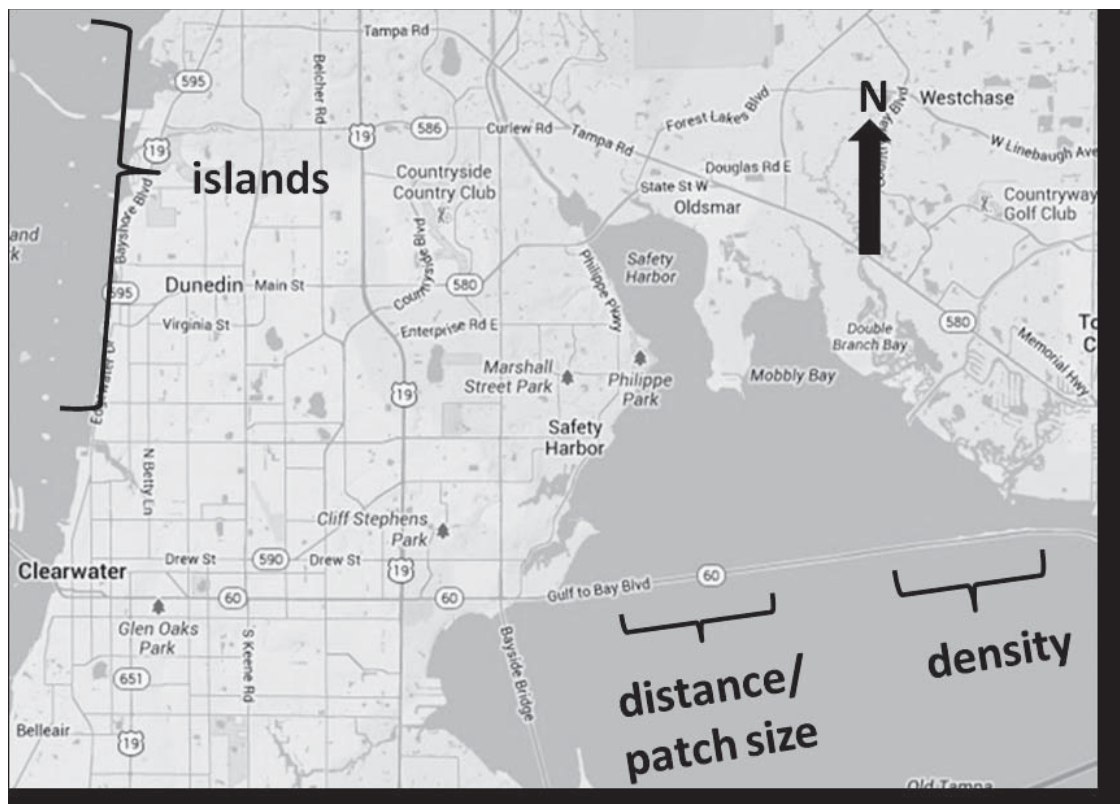 Tampa Rd
595
Belcher Rd
N
Westchase
Forest Lakes Blvd
19
586
Curlew Rd
Tampa Rd
W Linebaugh Ave
19
islands
Countryside
Country Club
Douglas Rd E
State St W
Oldsmar
Countryway
Golf Club
Bayshore Blvd
Countryside Blvd
Safety
Harbor
Philippe Pkwy
595
Dunedin
Main St
580
Virginia St
Enterprise Rd E
Double
Branch Bay
580
Memorial Hwy
Marshall
Street Park
Philippe
Park
Mobbly Bay
19
Edgewater Dr
Safety
Harbor
N Betty Ln
Cliff Stephens
Park
Drew St
590
Drew St
19
Clearwater
60
60
Gulf to Bay Blvd
60
Glen Oaks
Park
S Keene Rd
Bayside Bridge
distance/
patch size
density
651
Belleair
19
Old Tampa